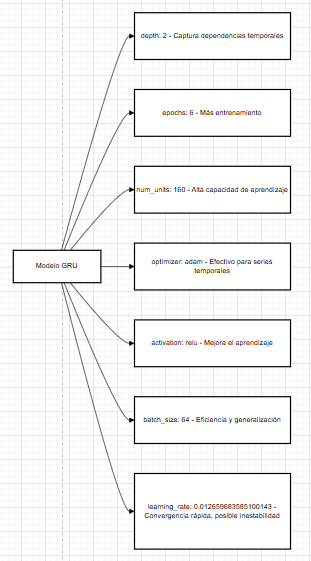 depth: 2 - Captura dependencias temporales
epochs: 6 - Más entrenamiento
num_units: 160 - Alta capacidad de aprendizaje
Modelo GRU
optimizer: adam - Efectivo para series
temporales
activation: relu - Mejora el aprendizaje
batch_size: 64 - Eficiencia y generalización
learning_rate: 0.012659683585100143 -
Convergencia rápida, posible inestabilidad